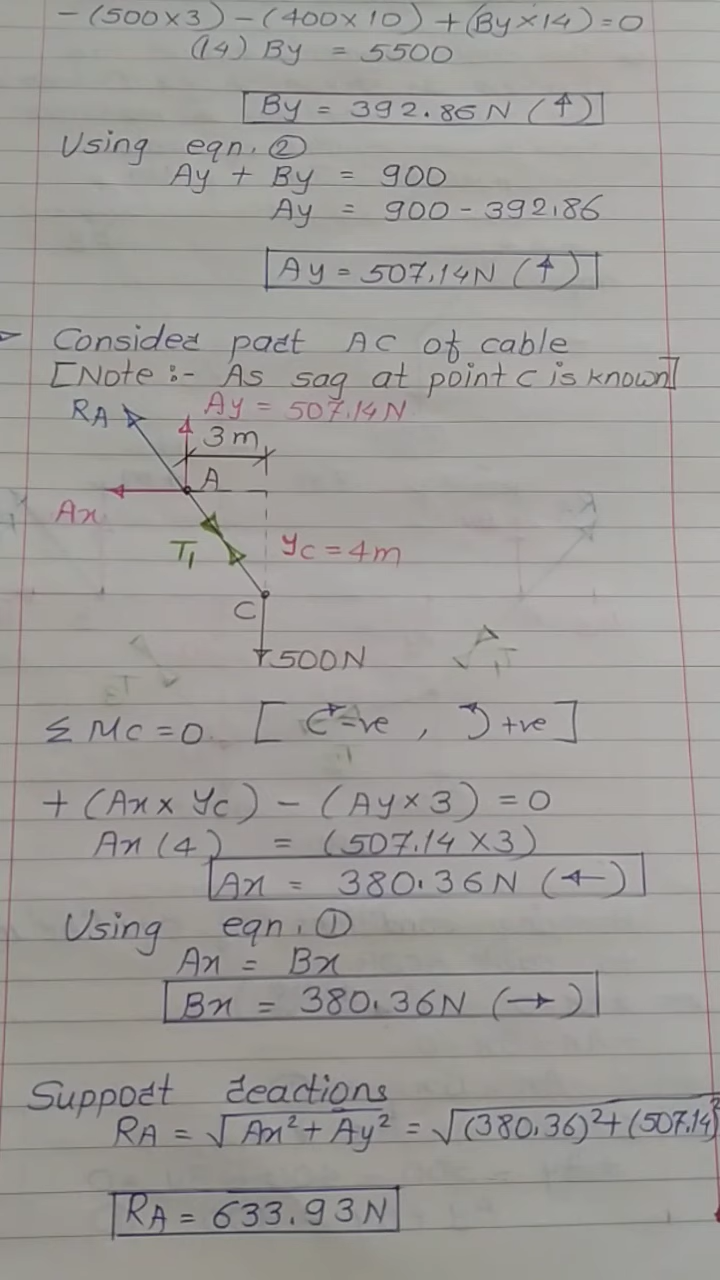 - (500×3) - (400×10) + (By×14) = 0
(14) By = 5500
By = 392.86N (↑)
Using eqn. ②
Ay + By = 900
Ay = 900 - 392.86
Ay = 507.14N (↑)
Consider part AC of cable
[Note :- As sag at point C is known]
RA Ay = 507.14N
3m
A
Ax
T1 yc = 4m
C
500N
Σ Mc = 0 [ ↻ -ve , ↺ +ve ]
+ (Ax × yc) - (Ay × 3) = 0
Ax (4) = (507.14 × 3)
Ax = 380.36N (←)
Using eqn. ①
Ax = Bx
Bx = 380.36N (→)
Support reactions
RA = √Ax² + Ay² = √(380.36)² + (507.14)²
RA = 633.93N